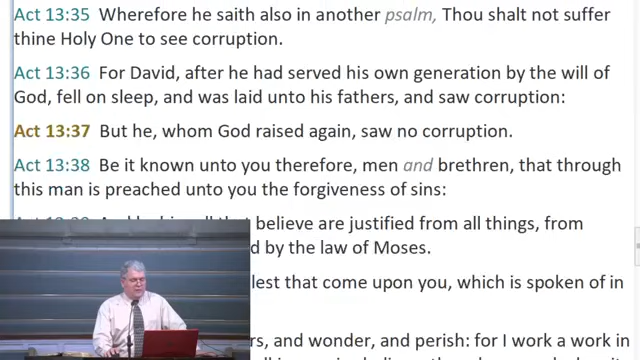 Act 13:35 Wherefore he saith also in another psalm, Thou shalt not suffer
thine Holy One to see corruption.
Act 13:36 For David, after he had served his own generation by the will of
God, fell on sleep, and was laid unto his fathers, and saw corruption:
Act 13:37 But he, whom God raised again, saw no corruption.
Act 13:38 Be it known unto you therefore, men and brethren, that through
this man is preached unto you the forgiveness of sins:
believe are justified from all things, from
by the law of Moses.
lest that come upon you, which is spoken of in
and wonder, and perish: for I work a work in